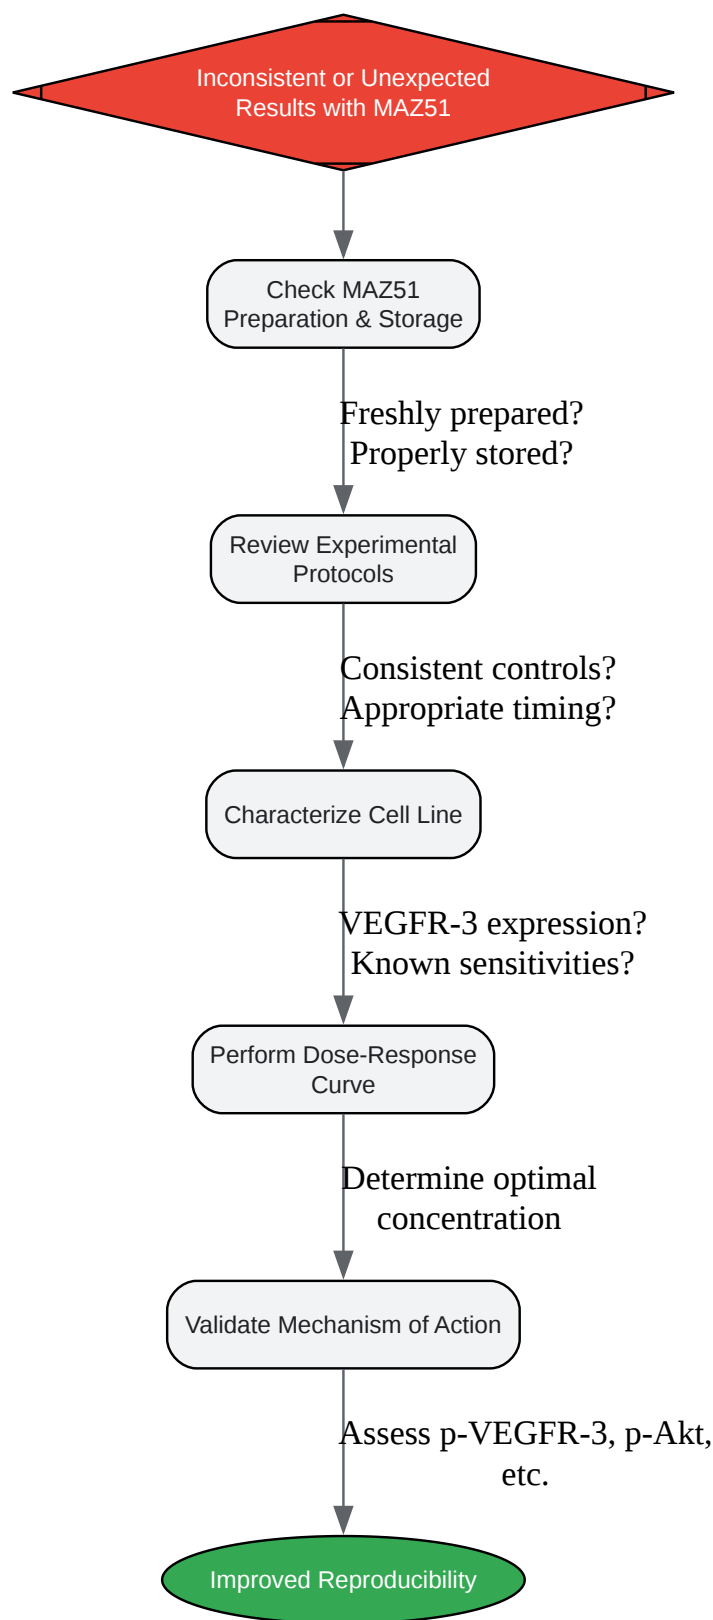 Inconsistent or Unexpected
Results with MAZ51
Check MAZ51
Preparation & Storage
Freshly prepared?
Properly stored?
Review Experimental
Protocols
Consistent controls?
Appropriate timing?
Characterize Cell Line
VEGFR-3 expression?
Known sensitivities?
Perform Dose-Response
Curve
Determine optimal
concentration
Validate Mechanism of Action
Assess p-VEGFR-3, p-Akt,
etc.
Improved Reproducibility